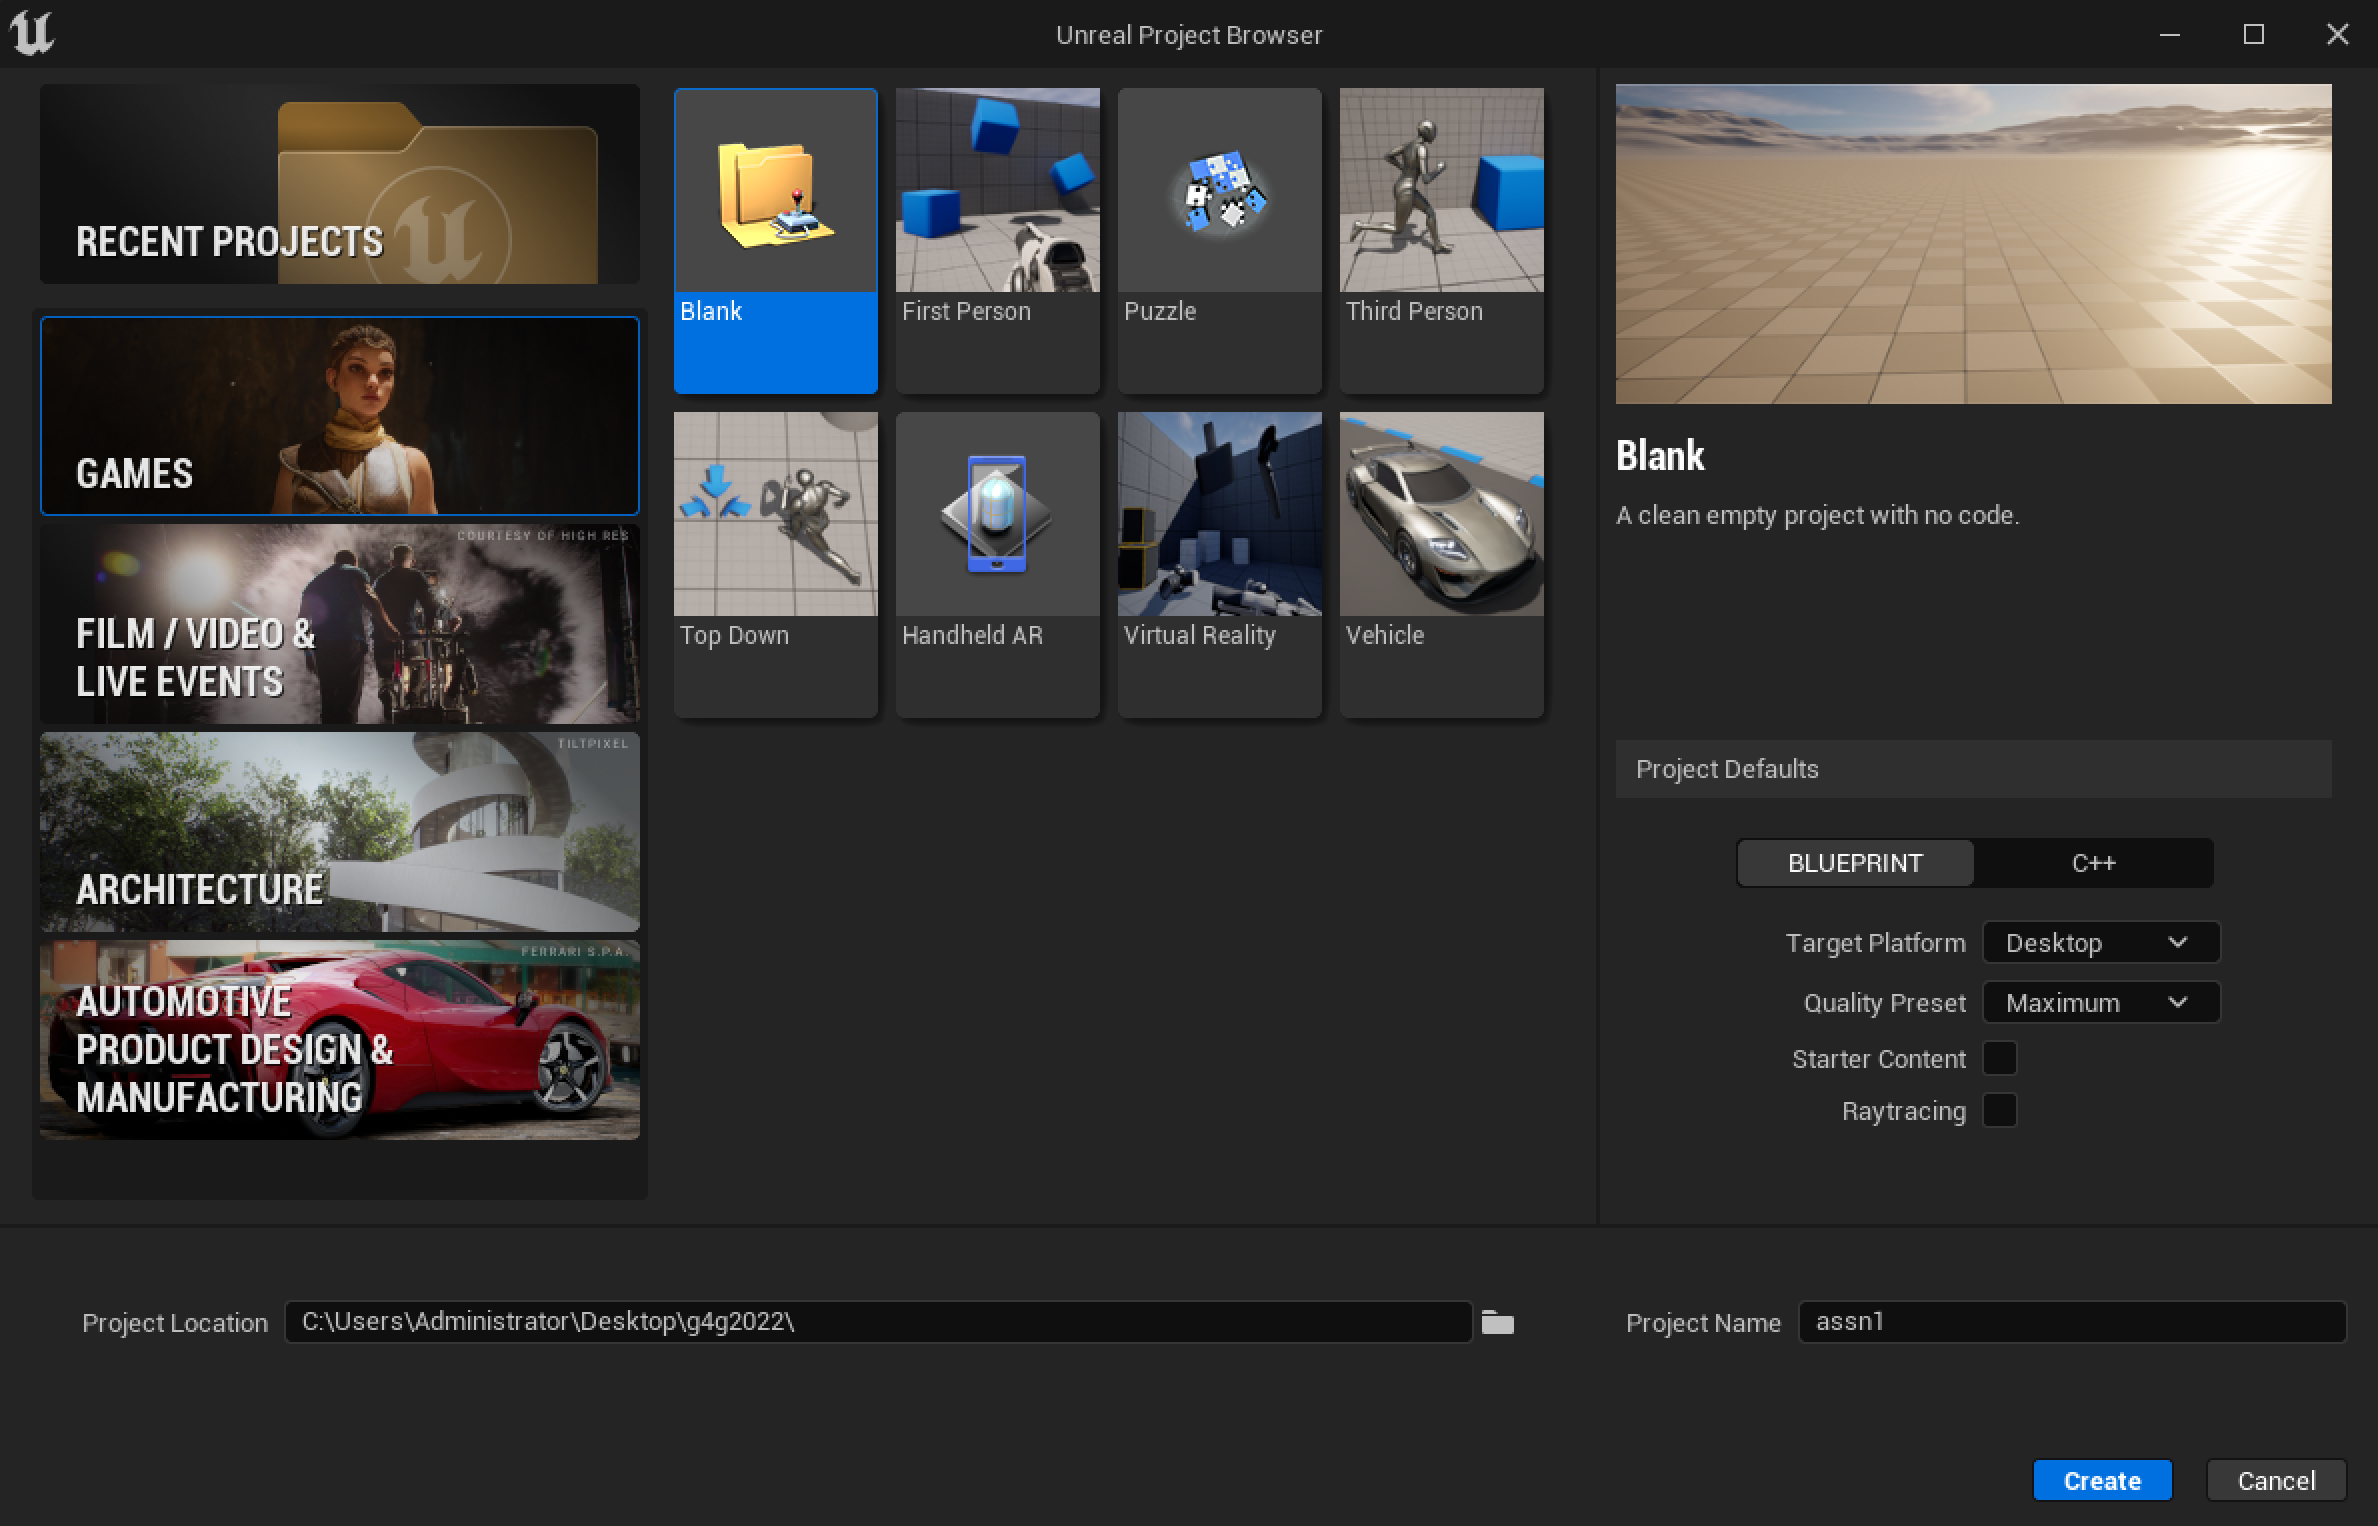 Unreal Project Browser
RECENT PROJECTS
GAMES
COURTESY OF HIGH RES
FILM / VIDEO &
LIVE EVENTS
TILTPIXEL
ARCHITECTURE
FERRARI S.P.A.
AUTOMOTIVE
PRODUCT DESIGN &
MANUFACTURING
Blank
First Person
Puzzle
Third Person
Top Down
Handheld AR
Virtual Reality
Vehicle
Blank
A clean empty project with no code.
Project Defaults
BLUEPRINT
C++
Target Platform
Desktop
Quality Preset
Maximum
Starter Content
Raytracing
Project Location
C:\Users\Administrator\Desktop\g4g2022\
Project Name
assn1
Create
Cancel